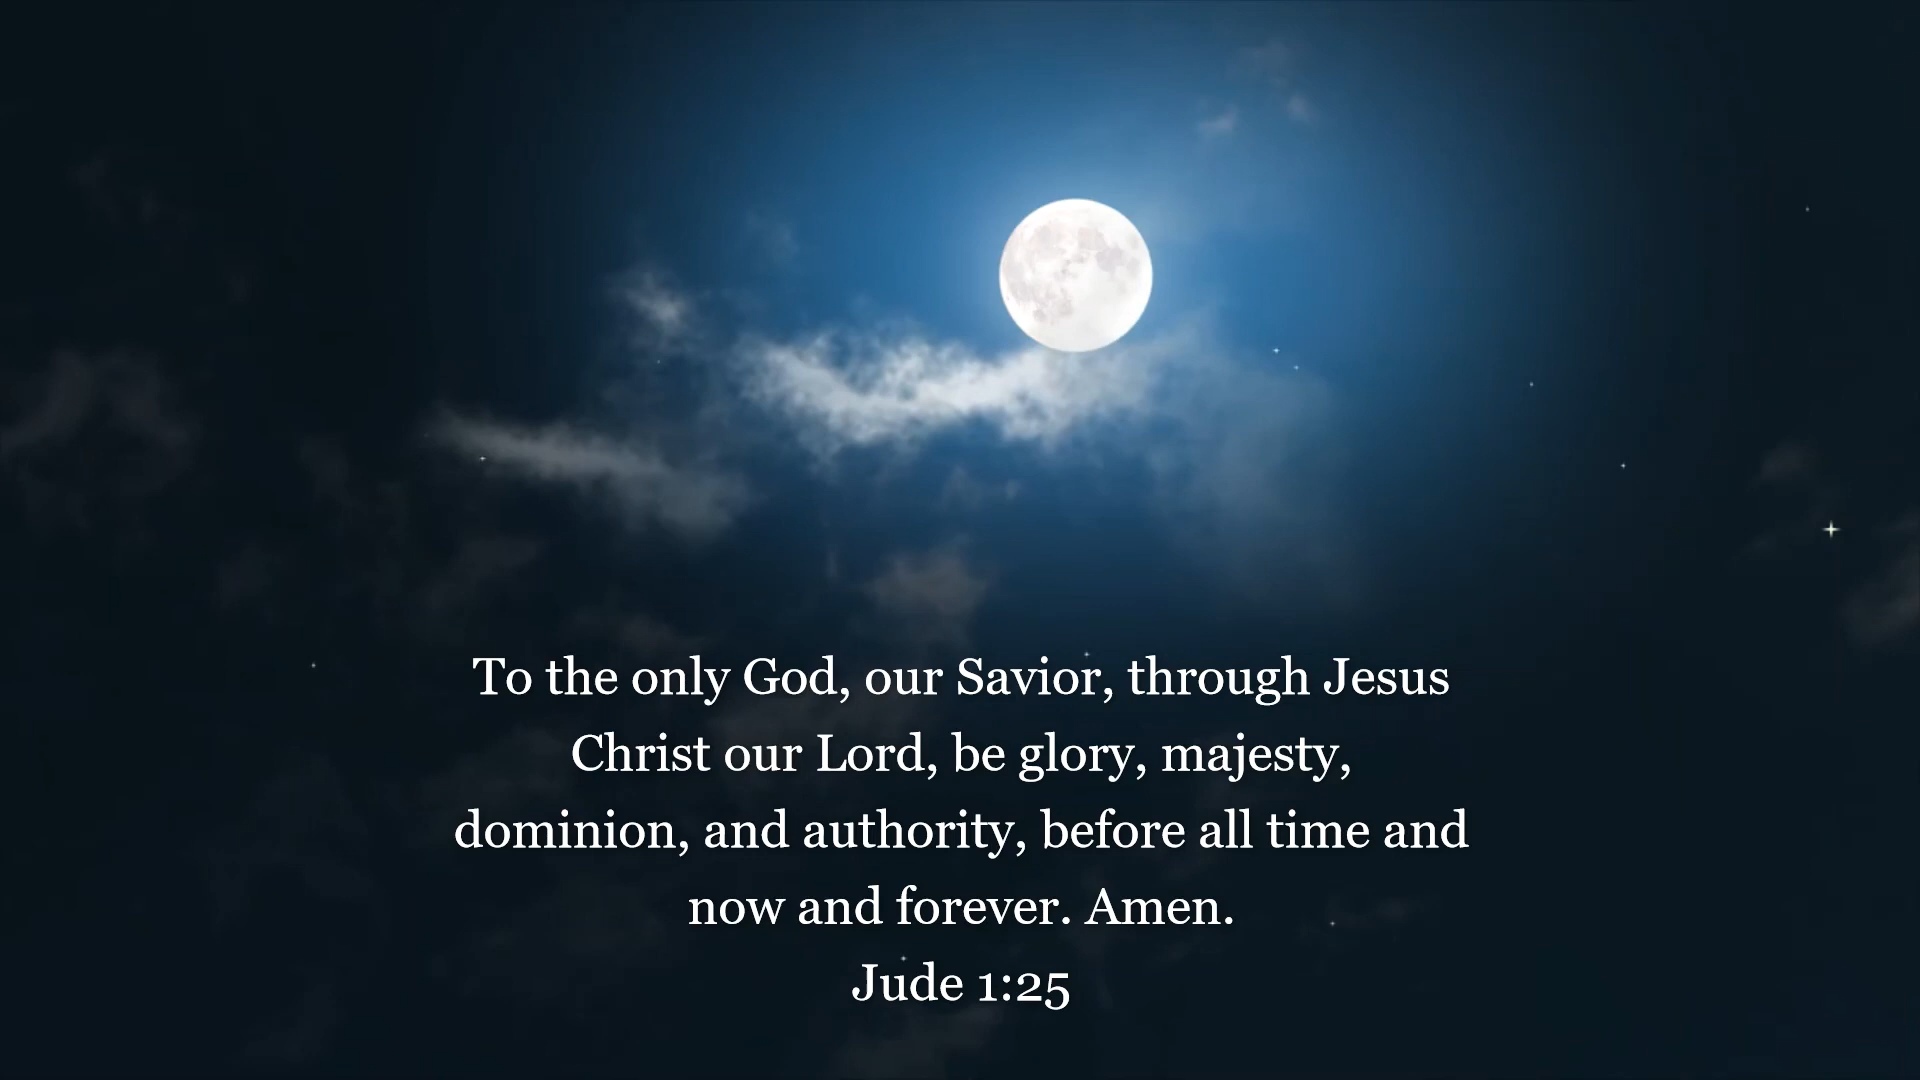 To the only God, our Savior, through Jesus
Christ our Lord, be glory, majesty,
dominion, and authority, before all time and
now and forever. Amen.
Jude 1:25